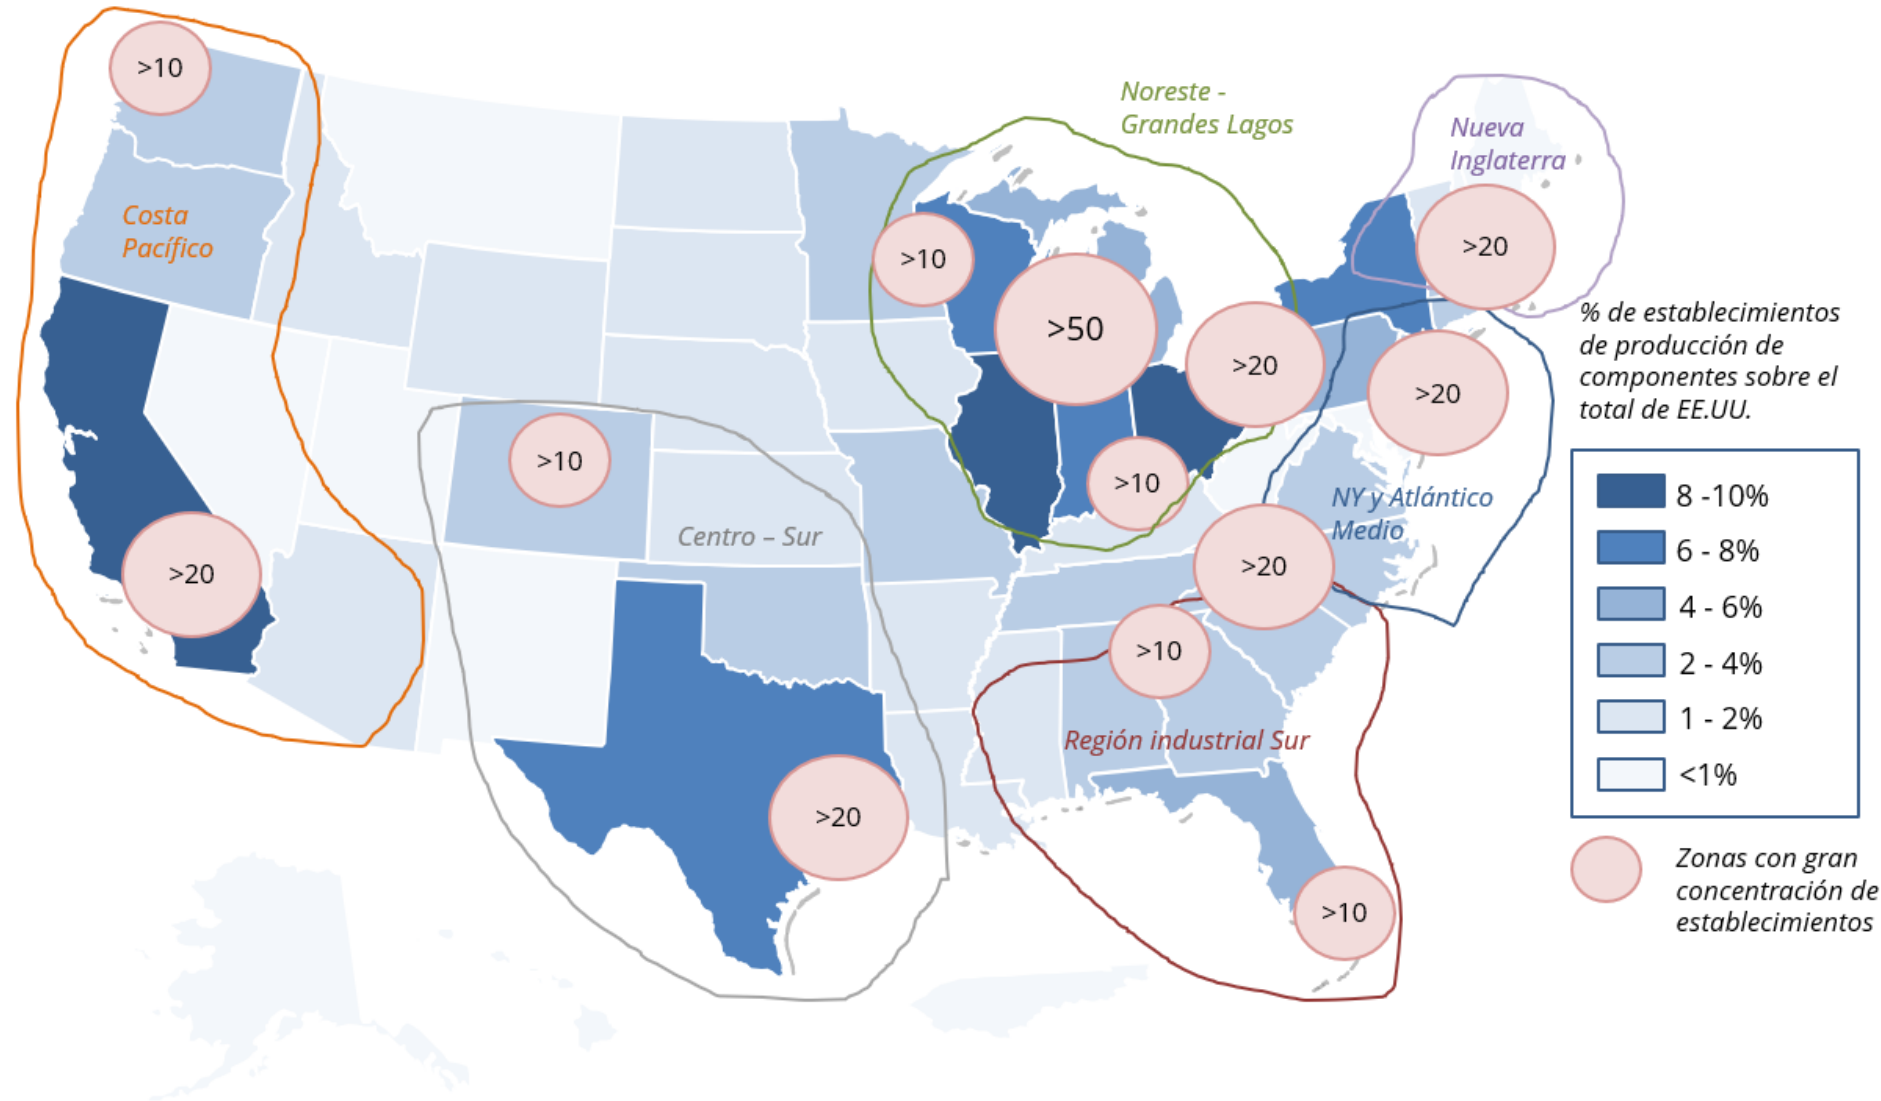 >10
Noreste -
Grandes Lagos
Nueva
Inglaterra
Costa
Pacífico
>10
>50
>20
>20
>20
% de establecimientos
de producción de
componentes sobre el
total de EE.UU.
>10
>10
Centro – Sur
NY y Atlántico
Medio
>20
>20
>10
Región industrial Sur
>20
>10
8 -10%
6 - 8%
4 - 6%
2 - 4%
1 - 2%
<1%
Zonas con gran
concentración de
establecimientos